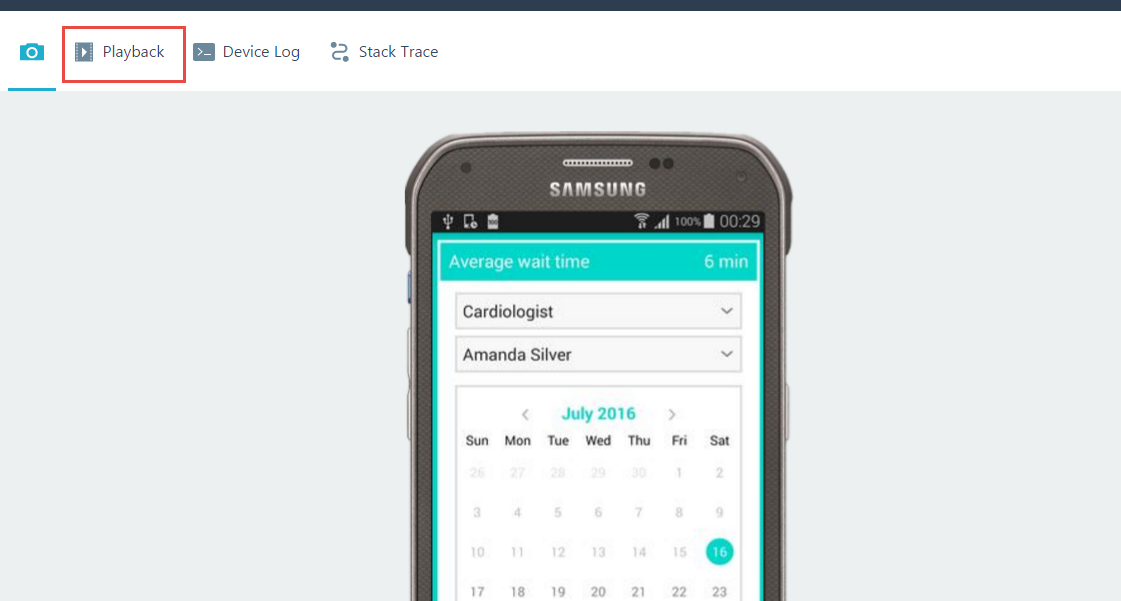 Playback Device Log Stack Trace
SAMSUNG
100% 00:29
Average wait time 6 min
Cardiologist
Amanda Silver
July 2016
Sun Mon Tue Wed Thu Fri Sat
26 27 28 29 30 1 2
3 4 5 6 7 8 9
10 11 12 13 14 15 16
17 18 19 20 21 22 23